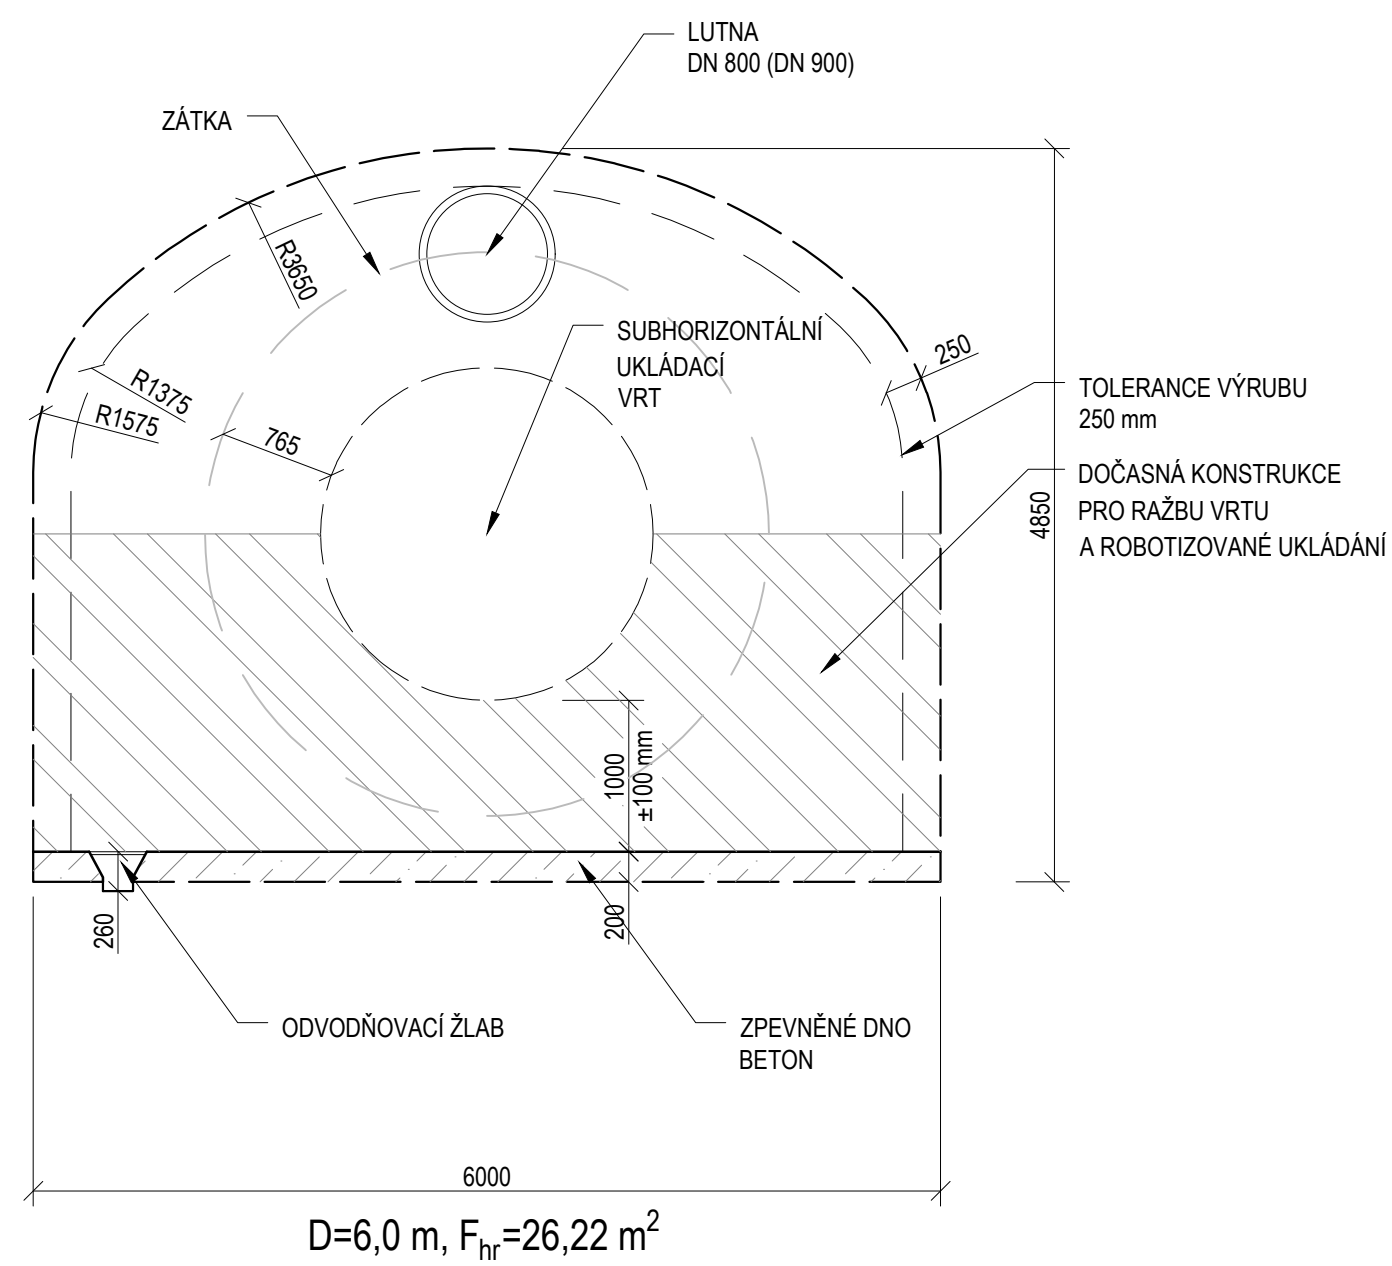 LUTNA
DN 800 (DN 900)
ZÁTKA
R3650
SUBHORIZONTÁLNÍ
UKLÁDACÍ
VRT
250
R1375
R1575
765
TOLERANCE VÝRUBU
250 mm
DOČASNÁ KONSTRUKCE
PRO RAŽBU VRTU
A ROBOTIZOVANÉ UKLÁDÁNÍ
4850
1000
±100 mm
260
200
ODVODŇOVACÍ ŽLAB
ZPEVNĚNÉ DNO
BETON
6000
D=6,0 m, Fhr=26,22 m²